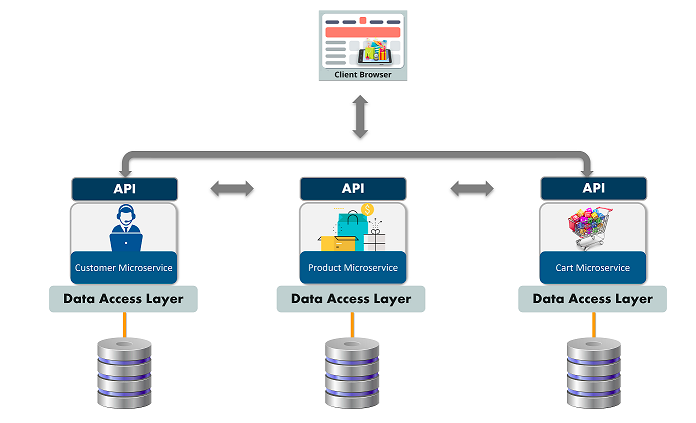 Client Browser
API
API
API
Customer Microservice
Product Microservice
Cart Microservice
Data Access Layer
Data Access Layer
Data Access Layer